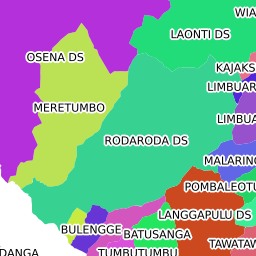 WIA
LAONTI DS
OSENA DS
KAJAKS
LIMBUAR
MERETUMBO
LIMBUA
RODARODA DS
MALARING
POMBALEOTU
LANGGAPULU DS
BULENGGE
BATUSANGA
TAWATAW
DANGA
TUMBUTUMBU